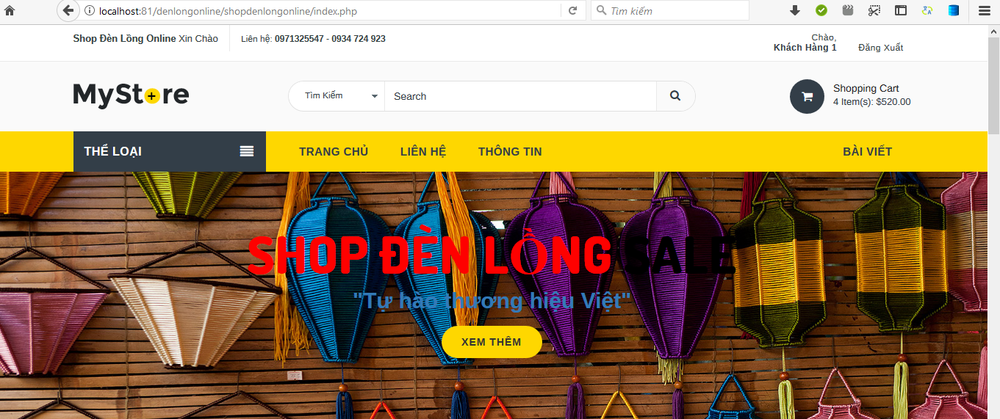 localhost:81/denlongonline/shopdenlongonline/index.php
Tìm kiếm
Shop Đèn Lồng Online Xin Chào
Liên hệ: 0971325547 - 0934 724 923
Chào,
Khách Hàng 1
Đăng Xuất
MyStore
Tìm Kiếm
Search
Shopping Cart
4 Item(s): $520.00
THỂ LOẠI
TRANG CHỦ
LIÊN HỆ
THÔNG TIN
BÀI VIẾT
SHOP ĐÈN LỒNG SALE
"Tự hào thương hiệu Việt"
XEM THÊM